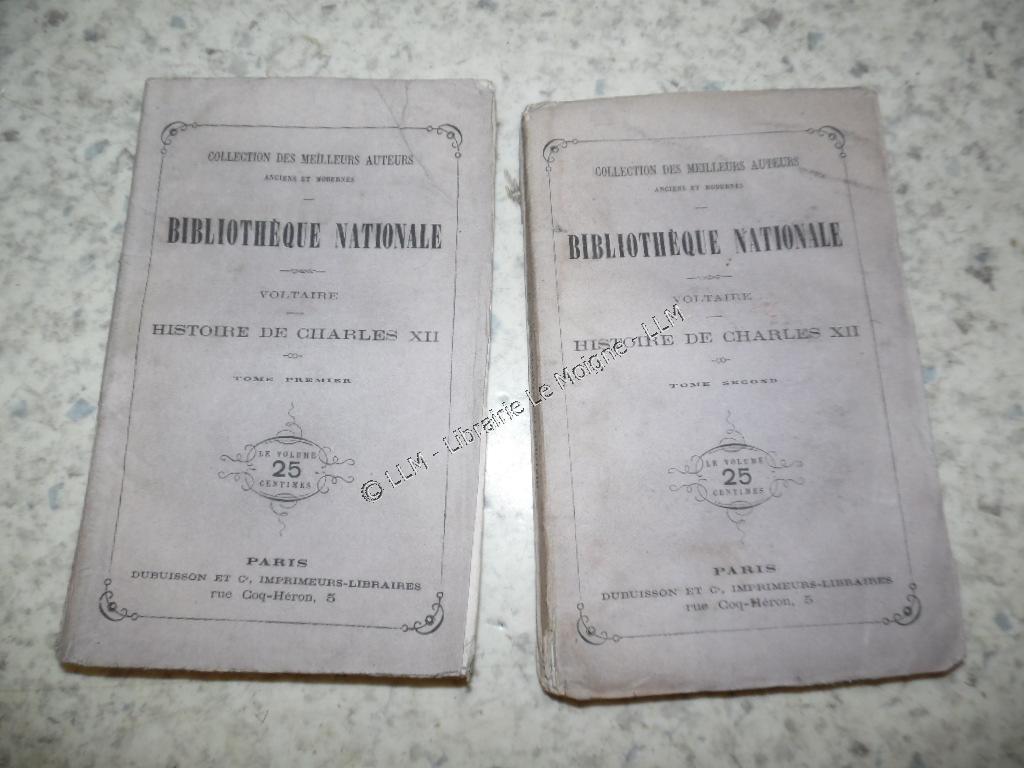 COLLECTION DES MEILLEURS AUTEURS
ANCIENS ET MODERNES
BIBLIOTHÈQUE NATIONALE
VOLTAIRE
HISTOIRE DE CHARLES XII
TOME PREMIER
LE VOLUME
25
CENTIMES
PARIS
DUBUISSON ET Cⁱᵉ, IMPRIMEURS-LIBRAIRES
rue Coq-Héron, 5
COLLECTION DES MEILLEURS AUTEURS
ANCIENS ET MODERNES
BIBLIOTHÈQUE NATIONALE
VOLTAIRE
HISTOIRE DE CHARLES XII
TOME SECOND
LE VOLUME
25
CENTIMES
PARIS
DUBUISSON ET Cⁱᵉ, IMPRIMEURS-LIBRAIRES
rue Coq-Héron, 5
© LLM - Librairie Le Moigne - LLM